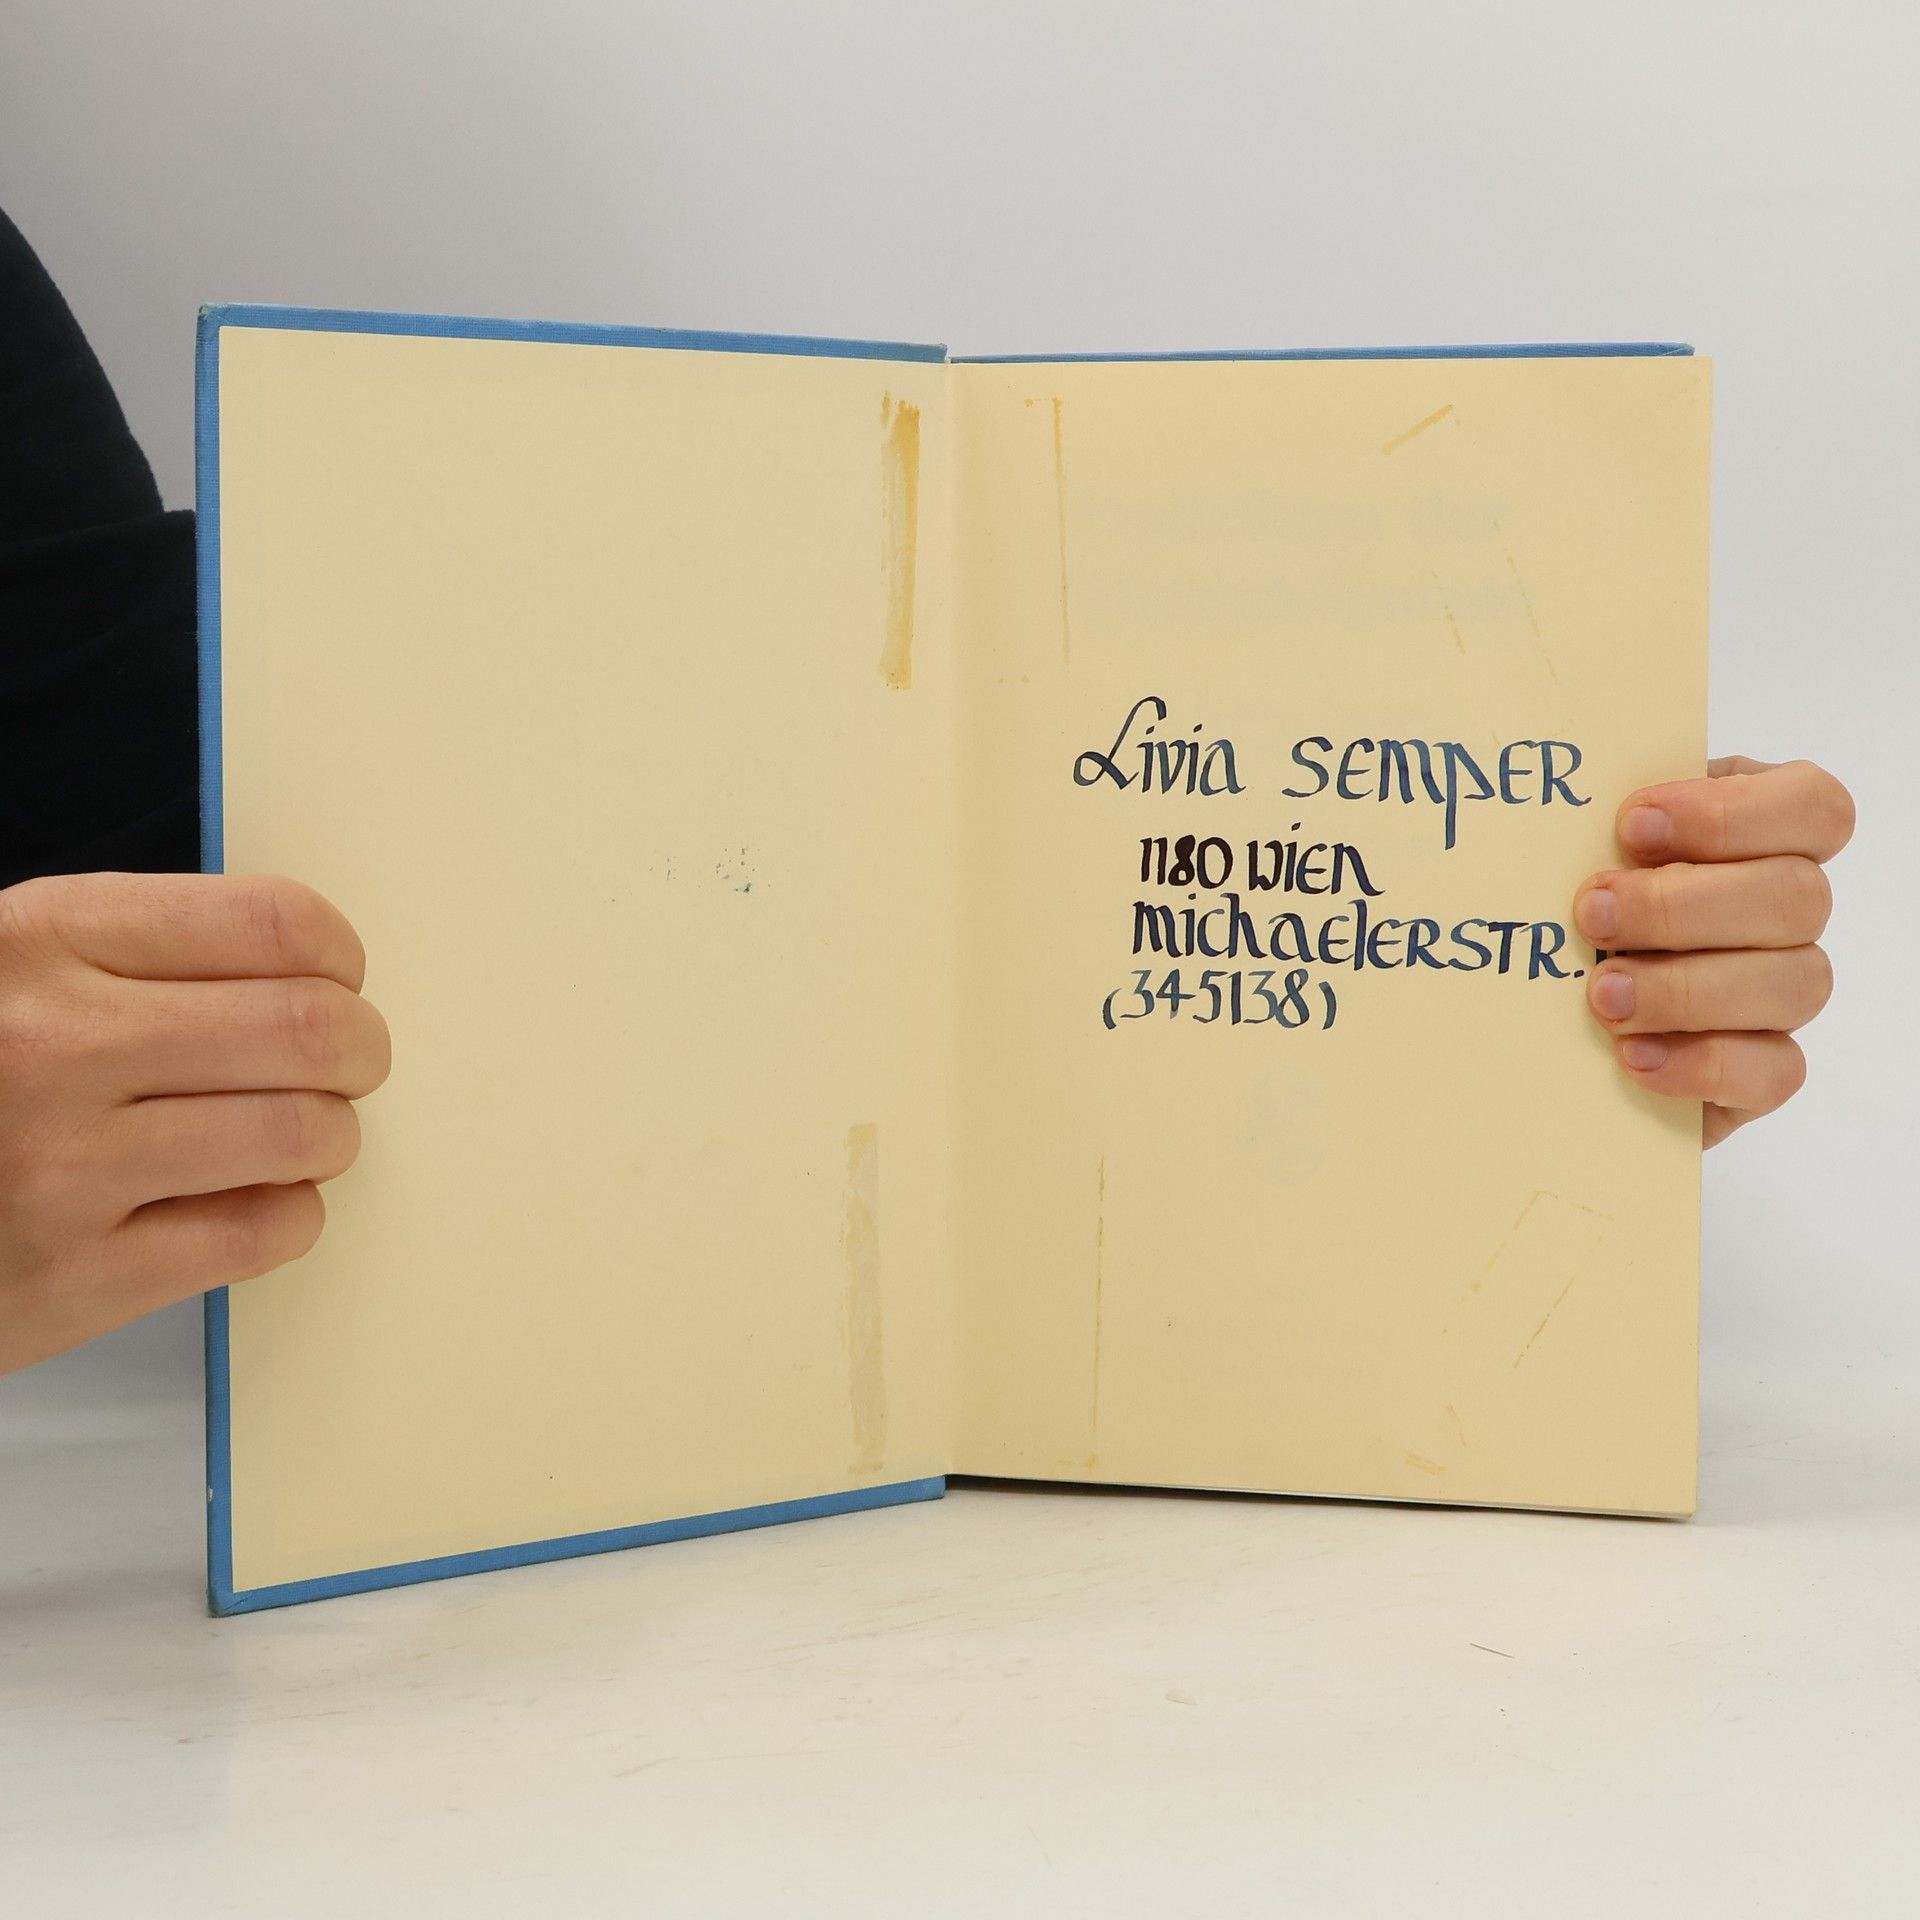 Livia SEMPER
1180 Wien
MichaelERSTR.
(345138)